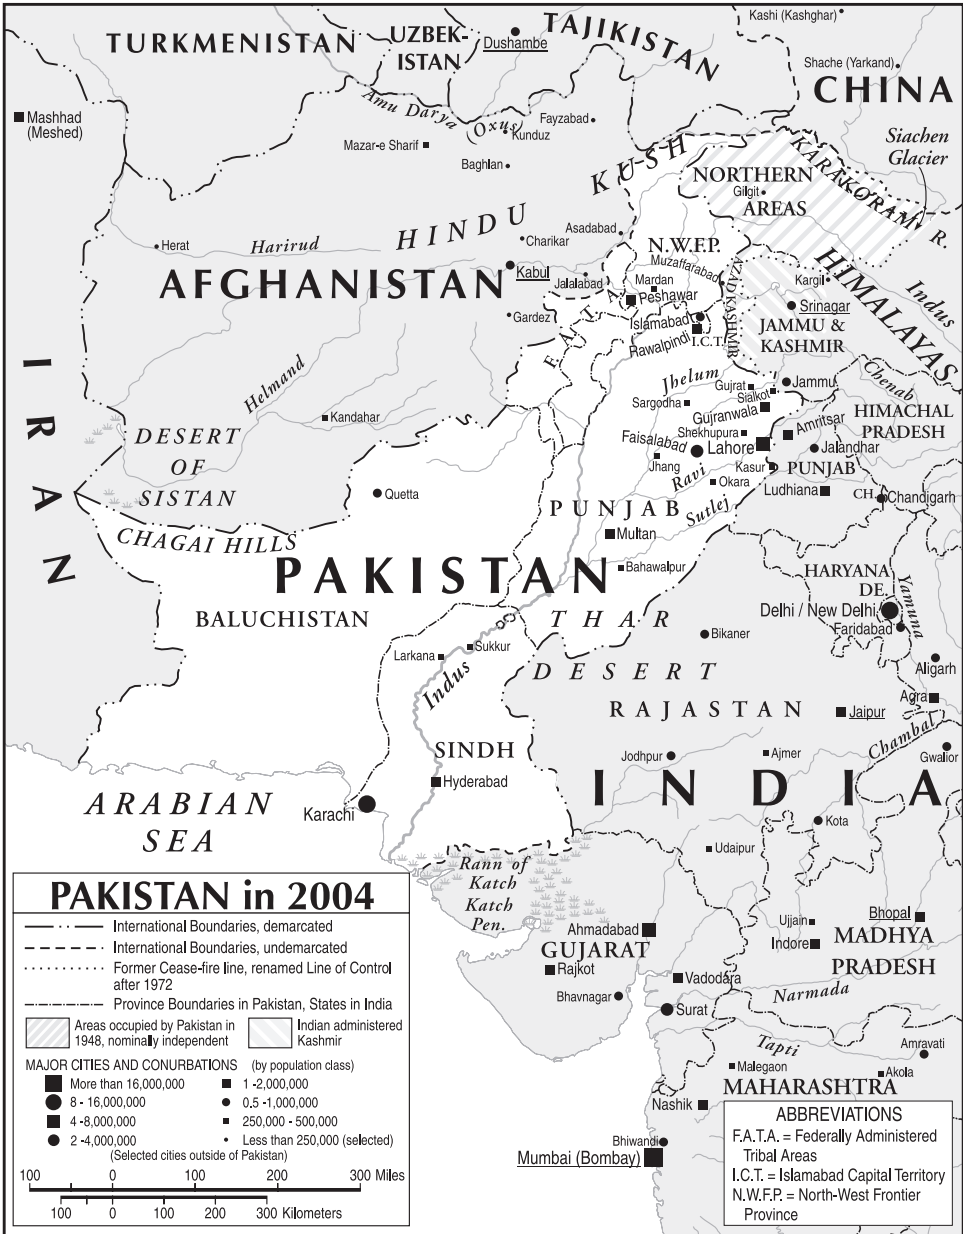 Kashi (Kashghar)
TURKMENISTAN
UZBEK-
ISTAN
Dushambe
TAJIKISTAN
Shache (Yarkand)
CHINA
Mashhad
(Meshed)
Amu Darya (Oxus)
Fayzabad
Kunduz
Mazar-e Sharif
Baghlan
Siachen
Glacier
KARAKORAM R.
NORTHERN
AREAS
Gilgit
HINDU KUSH
Asadabad
Charikar
Herat
Harirud
N.W.F.P.
Muzaffarabad
AZAD KASHMIR
Kargil
HIMALAYAS
Indus
AFGHANISTAN
Kabul
Jalalabad
Mardan
Peshawar
Srinagar
F.A.T.A.
Gardez
Islamabad
Rawalpindi
I.C.T.
JAMMU &
KASHMIR
IRAN
Helmand
Kandahar
Jhelum
Gujrat
Sialkot
Jammu
Chenab
Sargodha
Gujranwala
HIMACHAL
PRADESH
DESERT
OF
SISTAN
Shekhupura
Amritsar
Faisalabad
Lahore
Jalandhar
Jhang
Ravi
Kasur
PUNJAB
Okara
Ludhiana
CH.
Chandigarh
Quetta
PUNJAB
Sutlej
CHAGAI HILLS
Multan
PAKISTAN
Bahawalpur
HARYANA
DE.
Yamuna
BALUCHISTAN
THAR
Delhi / New Delhi
Faridabad
Bikaner
Larkana
Sukkur
Indus
DESERT
Aligarh
RAJASTAN
Jaipur
Agra
Chambal
SINDH
Jodhpur
Ajmer
Gwalior
Hyderabad
INDIA
ARABIAN
SEA
Karachi
Kota
Udaipur
Rann of
Katch
Katch
Pen.
Ahmadabad
GUJARAT
Ujjain
Bhopal
Indore
MADHYA
PRADESH
Rajkot
Vadodara
Bhavnagar
Surat
Narmada
Tapti
Amravati
Malegaon
Akola
MAHARASHTRA
Nashik
Bhiwandi
Mumbai (Bombay)
PAKISTAN in 2004
International Boundaries, demarcated
International Boundaries, undemarcated
Former Cease-fire line, renamed Line of Control
after 1972
Province Boundaries in Pakistan, States in India
Areas occupied by Pakistan in
1948, nominally independent
Indian administered
Kashmir
MAJOR CITIES AND CONURBATIONS (by population class)
More than 16,000,000
1 -2,000,000
8 - 16,000,000
0.5 -1,000,000
4 -8,000,000
250,000 - 500,000
2 -4,000,000
Less than 250,000 (selected)
(Selected cities outside of Pakistan)
100 0 100 200 300 Miles
100 0 100 200 300 Kilometers
ABBREVIATIONS
F.A.T.A. = Federally Administered
Tribal Areas
I.C.T. = Islamabad Capital Territory
N.W.F.P. = North-West Frontier
Province